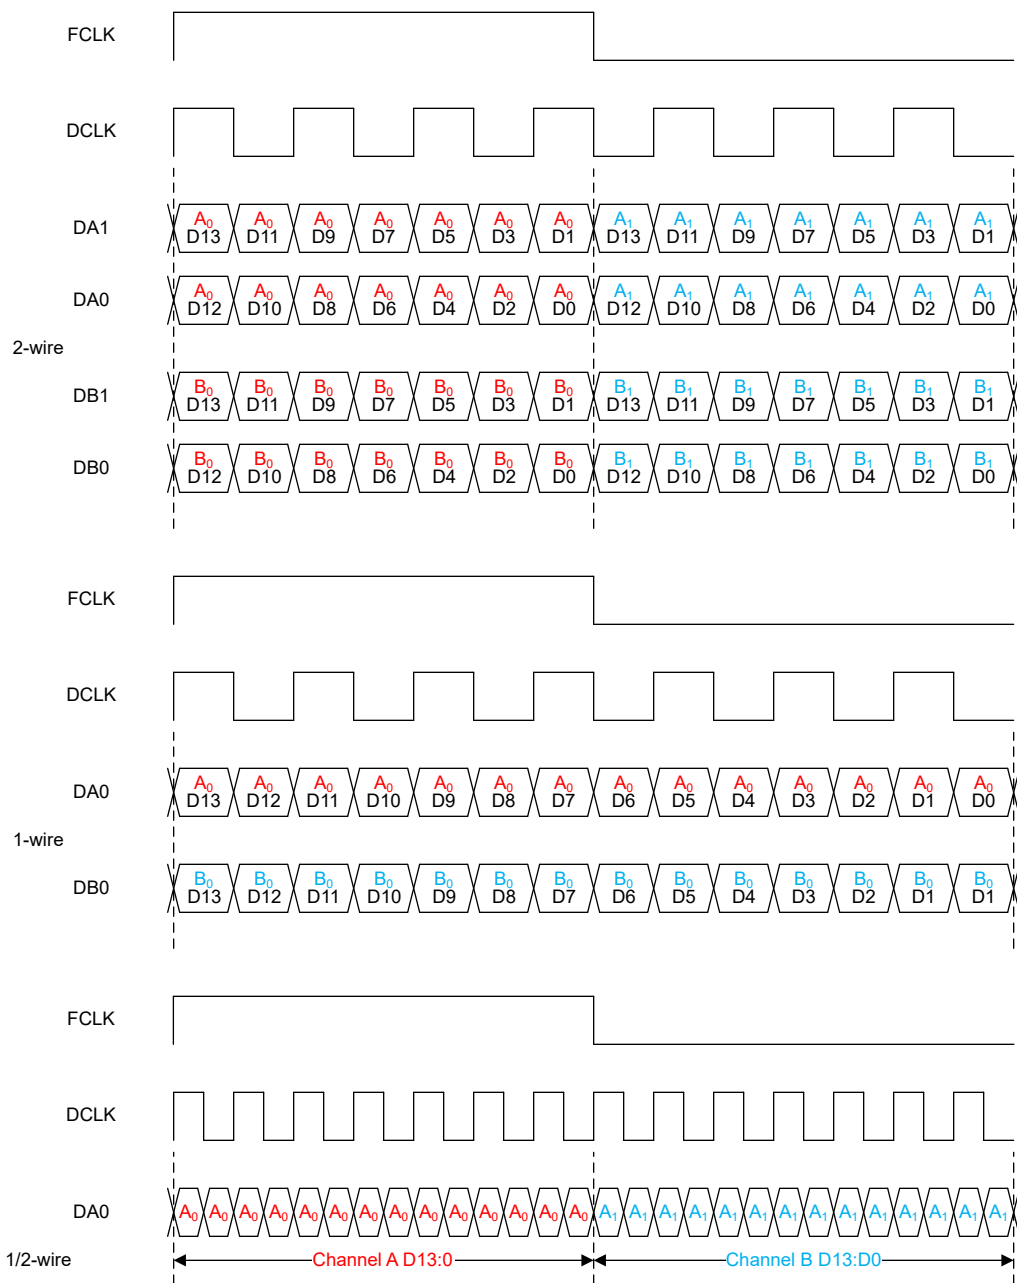 FCLK
DCLK
DA1 A₀ A₀ A₀ A₀ A₀ A₀ A₀ A₁ A₁ A₁ A₁ A₁ A₁ A₁
D13 D11 D9 D7 D5 D3 D1 D13 D11 D9 D7 D5 D3 D1
DA0 A₀ A₀ A₀ A₀ A₀ A₀ A₀ A₁ A₁ A₁ A₁ A₁ A₁ A₁
D12 D10 D8 D6 D4 D2 D0 D12 D10 D8 D6 D4 D2 D0
2-wire
DB1 B₀ B₀ B₀ B₀ B₀ B₀ B₀ B₁ B₁ B₁ B₁ B₁ B₁ B₁
D13 D11 D9 D7 D5 D3 D1 D13 D11 D9 D7 D5 D3 D1
DB0 B₀ B₀ B₀ B₀ B₀ B₀ B₀ B₁ B₁ B₁ B₁ B₁ B₁ B₁
D12 D10 D8 D6 D4 D2 D0 D12 D10 D8 D6 D4 D2 D0
FCLK
DCLK
DA0 A₀ A₀ A₀ A₀ A₀ A₀ A₀ A₀ A₀ A₀ A₀ A₀ A₀ A₀
D13 D12 D11 D10 D9 D8 D7 D6 D5 D4 D3 D2 D1 D0
1-wire
DB0 B₀ B₀ B₀ B₀ B₀ B₀ B₀ B₀ B₀ B₀ B₀ B₀ B₀ B₀
D13 D12 D11 D10 D9 D8 D7 D6 D5 D4 D3 D2 D1 D1
FCLK
DCLK
DA0 A₀ A₀ A₀ A₀ A₀ A₀ A₀ A₀ A₀ A₀ A₀ A₀ A₀ A₀ A₁ A₁ A₁ A₁ A₁ A₁ A₁ A₁ A₁ A₁ A₁ A₁ A₁ A₁
1/2-wire Channel A D13:0 Channel B D13:D0